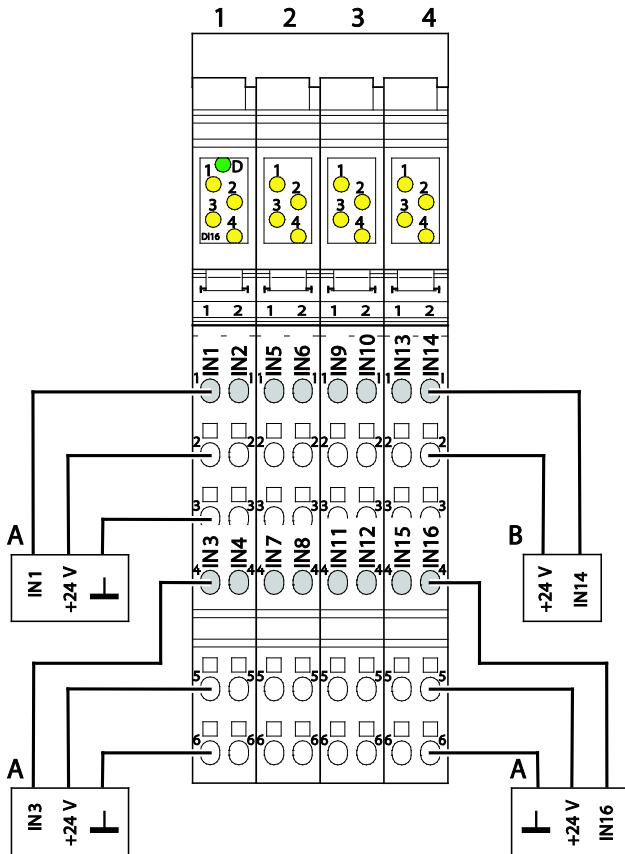 1 2 3 4
1 D 1 1 1
2 2 2 2
3 3 3 3
4 4 4 4
DI16
1 2 1 2 1 2 1 2
IN1 IN2 IN5 IN6 IN9 IN10 IN13 IN14
1 1 1 1 1 1 1 1
2 2 2 2 2 2 2 2
3 3 3 3 3 3 3 3
A B
IN1 +24 V
+24 V IN14
IN3 IN4 IN7 IN8 IN11 IN12 IN15 IN16
4 4 4 4 4 4 4 4
5 5 5 5 5 5 5 5
6 6 6 6 6 6 6 6
A A
IN3 +24 V
+24 V IN16